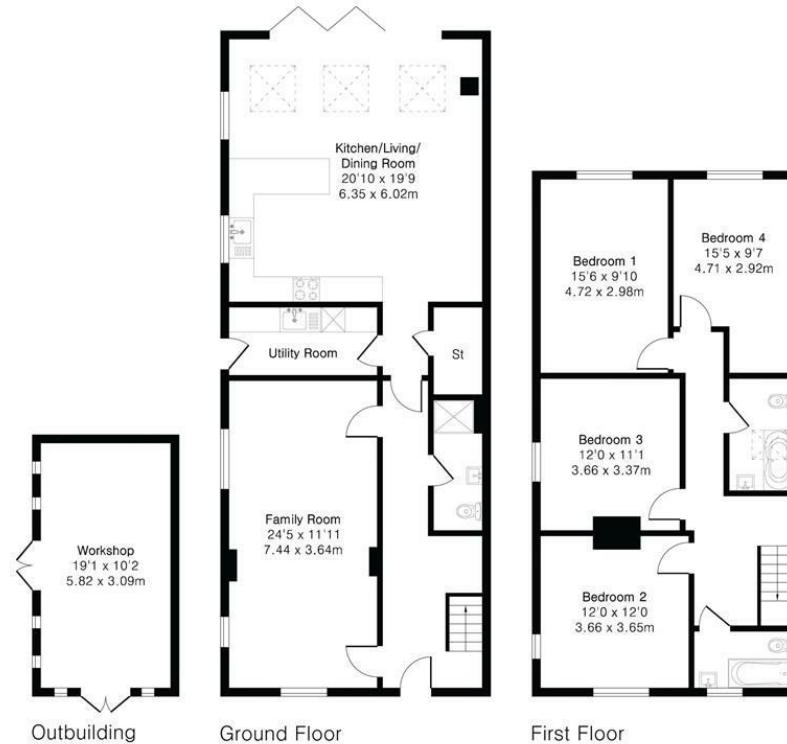 Kitchen/Living/
Dining Room
20'10 x 19'9
6.35 x 6.02m
Utility Room
St
Family Room
24'5 x 11'11
7.44 x 3.64m
Workshop
19'1 x 10'2
5.82 x 3.09m
Bedroom 1
15'6 x 9'10
4.72 x 2.98m
Bedroom 4
15'5 x 9'7
4.71 x 2.92m
Bedroom 3
12'0 x 11'1
3.66 x 3.37m
Bedroom 2
12'0 x 12'0
3.66 x 3.65m
Outbuilding
Ground Floor
First Floor